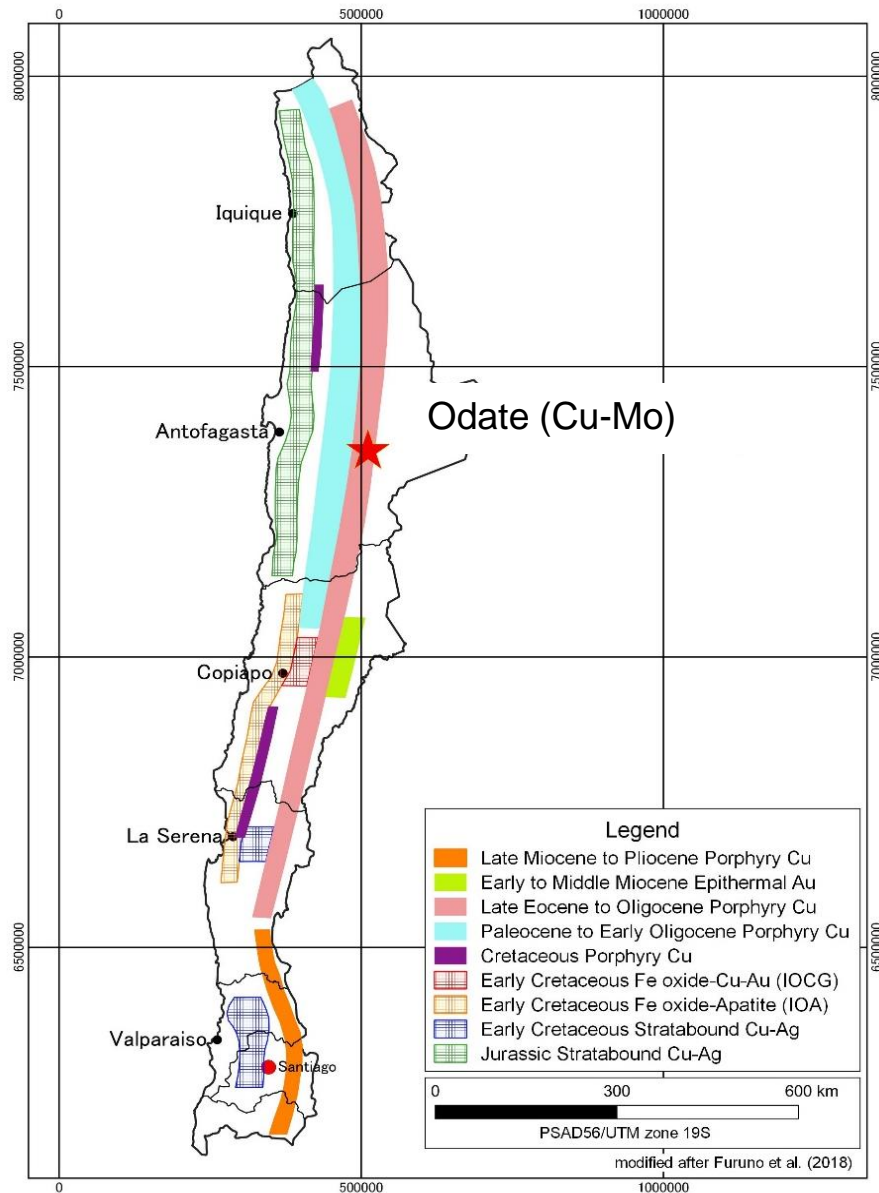 0 500000 1000000
8000000 8000000
Iquique
7500000 7500000
Odate (Cu-Mo)
Antofagasta
7000000 7000000
Copiapo
La Serena
Legend
Late Miocene to Pliocene Porphyry Cu
Early to Middle Miocene Epithermal Au
Late Eocene to Oligocene Porphyry Cu
Paleocene to Early Oligocene Porphyry Cu
Cretaceous Porphyry Cu
6500000 6500000
Early Cretaceous Fe oxide-Cu-Au (IOCG)
Early Cretaceous Fe oxide-Apatite (IOA)
Early Cretaceous Stratabound Cu-Ag
Jurassic Stratabound Cu-Ag
Valparaiso
Santiago
0 300 600 km
PSAD56/UTM zone 19S
modified after Furuno et al. (2018)
0 500000 1000000